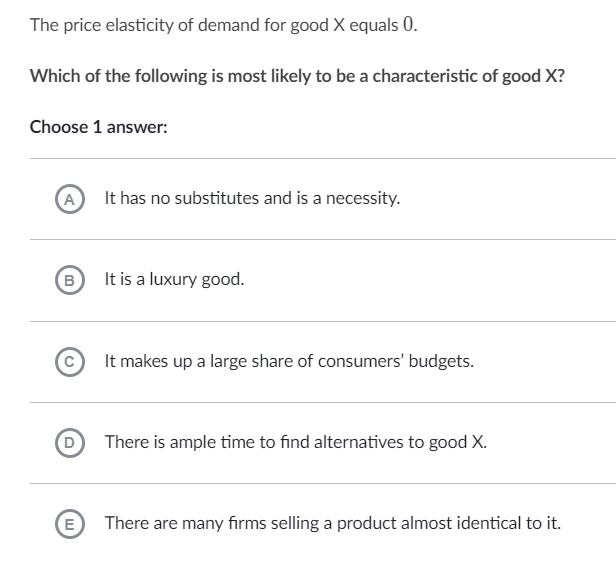 The price elasticity of demand for good X equals 0.
Which of the following is most likely to be a characteristic of good X?
Choose 1 answer:
A It has no substitutes and is a necessity.
B It is a luxury good.
C It makes up a large share of consumers’ budgets.
D There is ample time to find alternatives to good X.
E There are many firms selling a product almost identical to it.